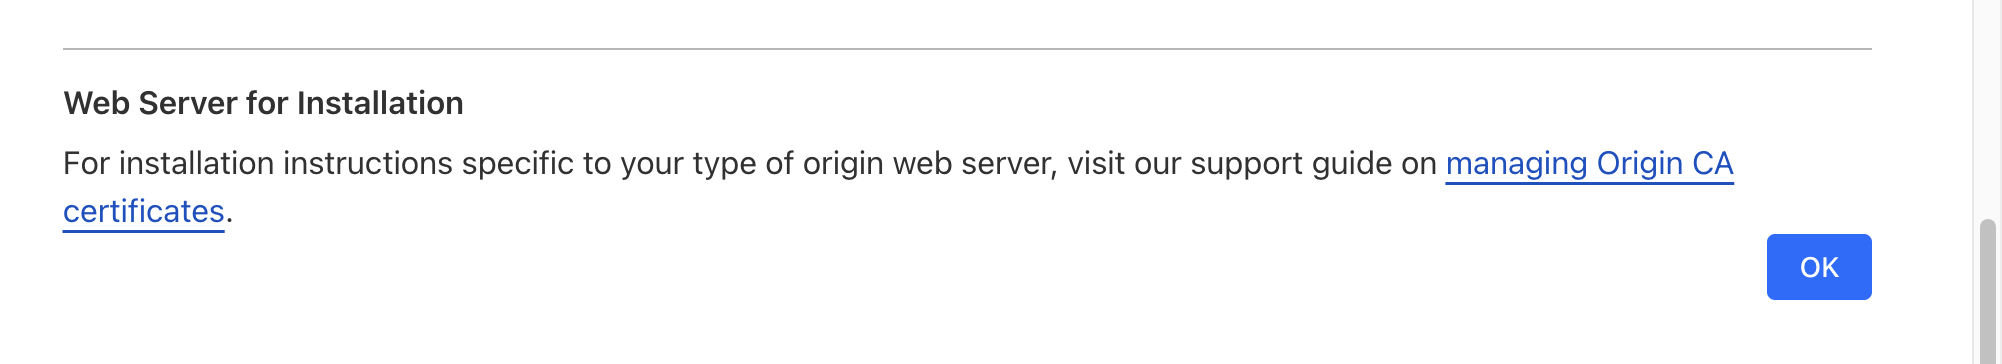 Web Server for Installation
For installation instructions specific to your type of origin web server, visit our support guide on managing Origin CA
certificates.
OK